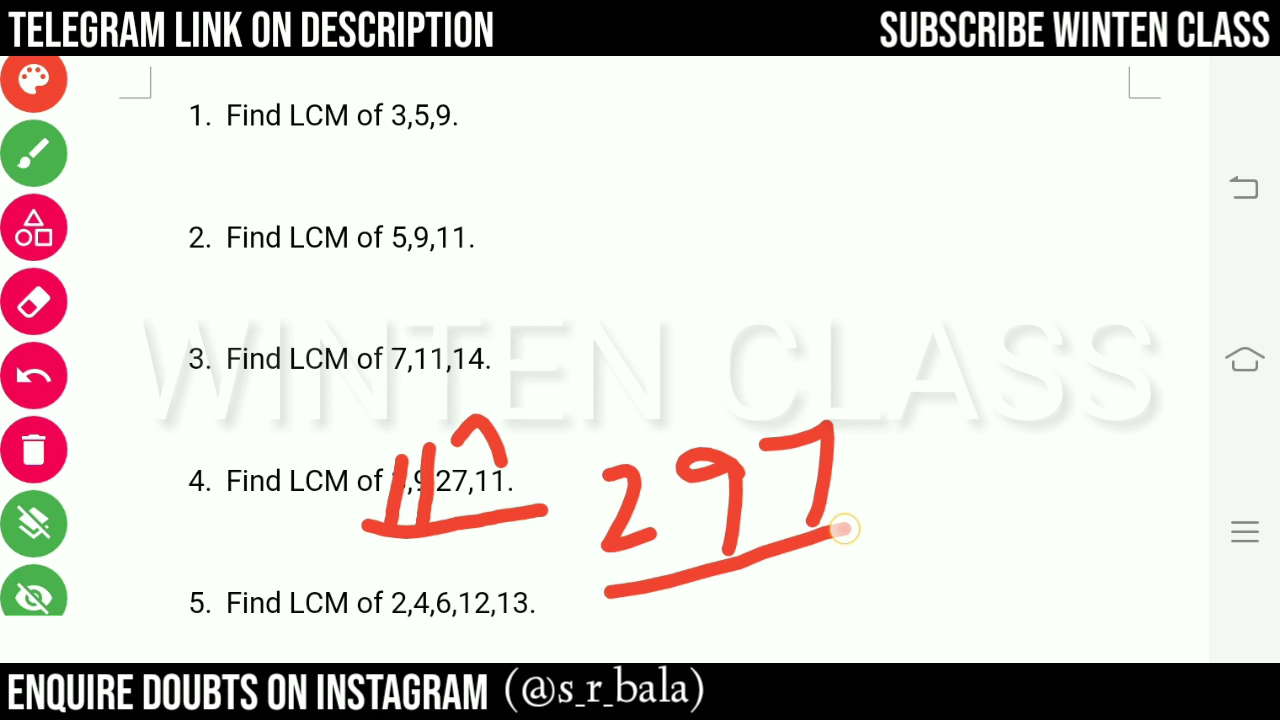 TELEGRAM LINK ON DESCRIPTION SUBSCRIBE WINTEN CLASS
1. Find LCM of 3,5,9.
2. Find LCM of 5,9,11.
WINTEN CLASS
3. Find LCM of 7,11,14.
4. Find LCM of 27,11.
297
5. Find LCM of 2,4,6,12,13.
ENQUIRE DOUBTS ON INSTAGRAM (@s_r_bala)